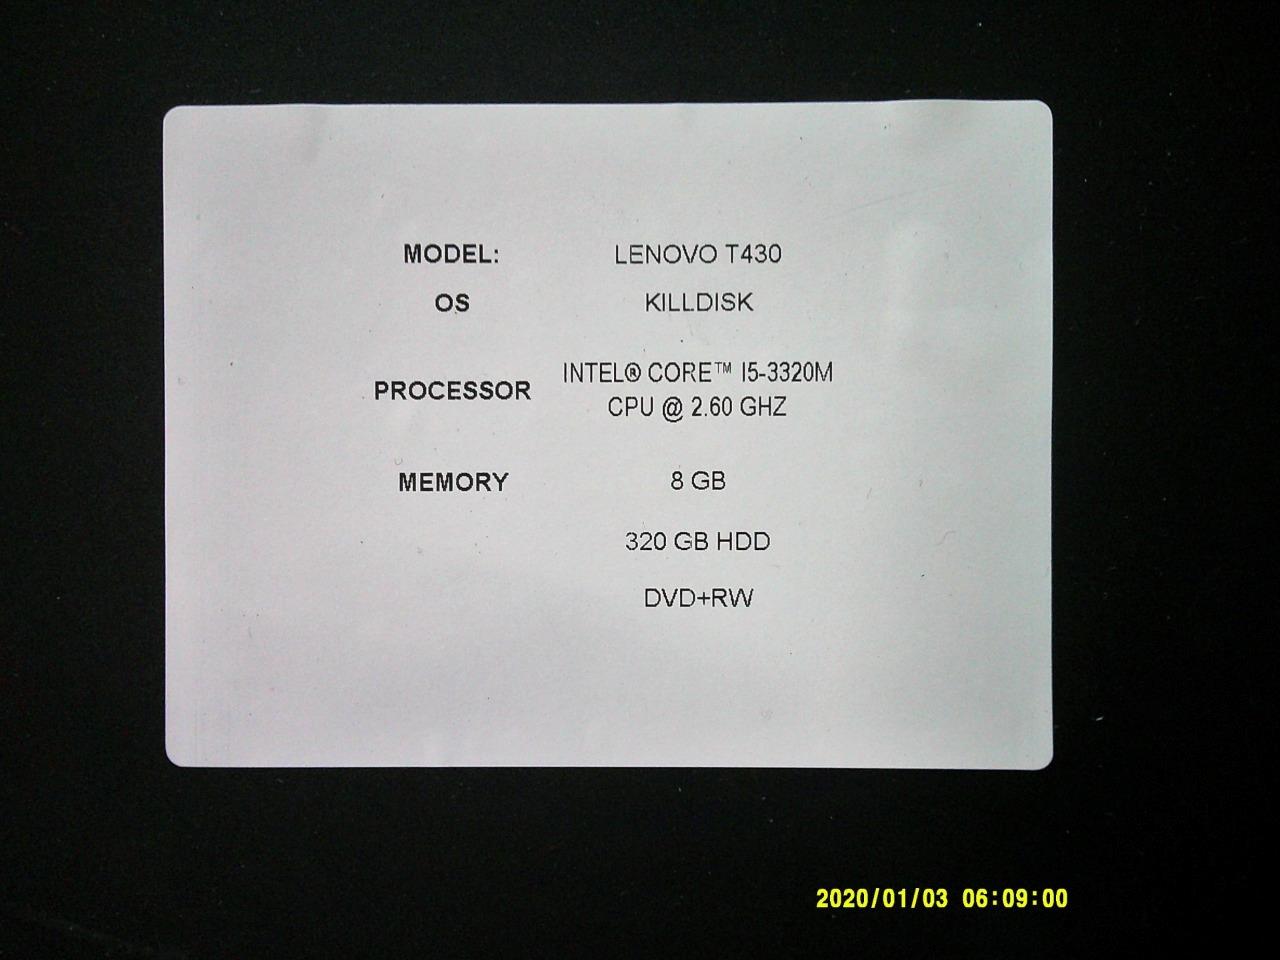 MODEL: LENOVO T430
OS KILLDISK
PROCESSOR INTEL® CORE™ I5-3320M
CPU @ 2.60 GHZ
MEMORY 8 GB
320 GB HDD
DVD+RW
2020/01/03 06:09:00